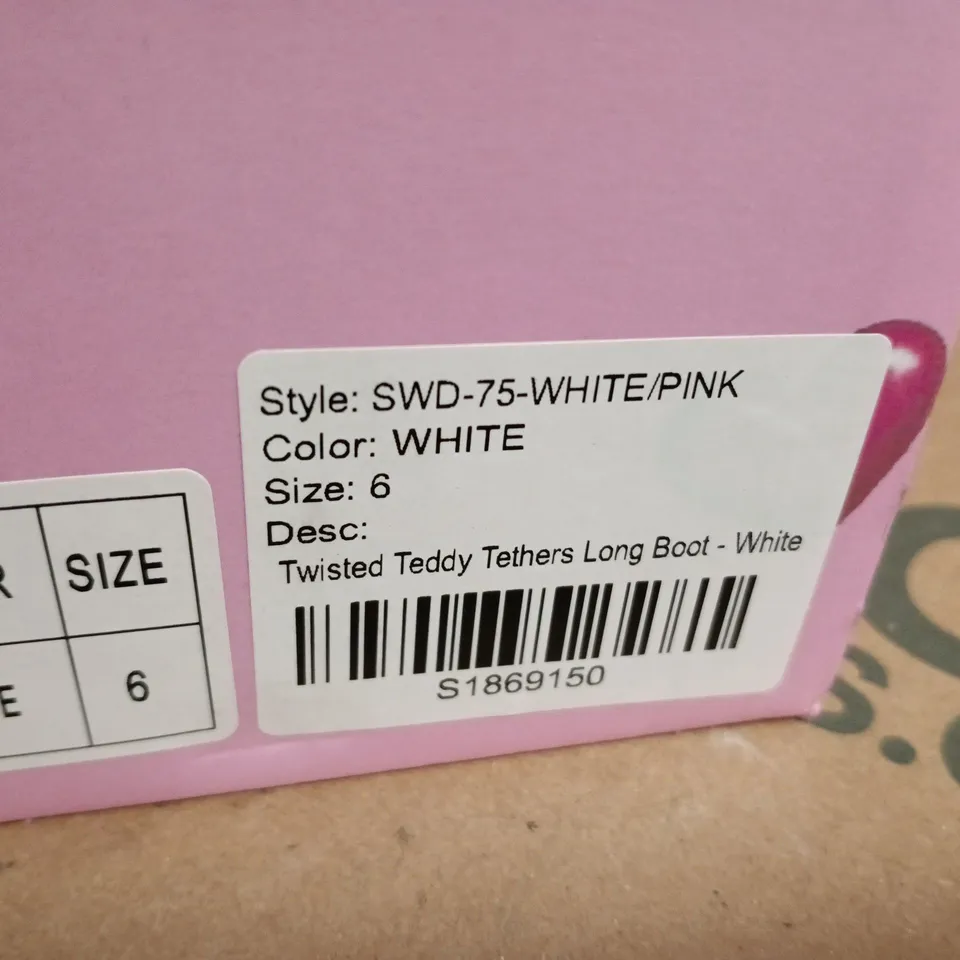 Style: SWD-75-WHITE/PINK
Color: WHITE
Size: 6
Desc:
Twisted Teddy Tethers Long Boot - White
S1869150
SIZE
6